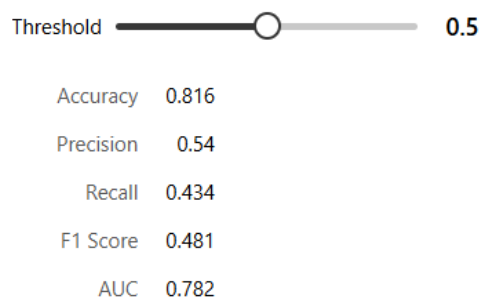 Threshold 0.5
Accuracy 0.816
Precision 0.54
Recall 0.434
F1 Score 0.481
AUC 0.782